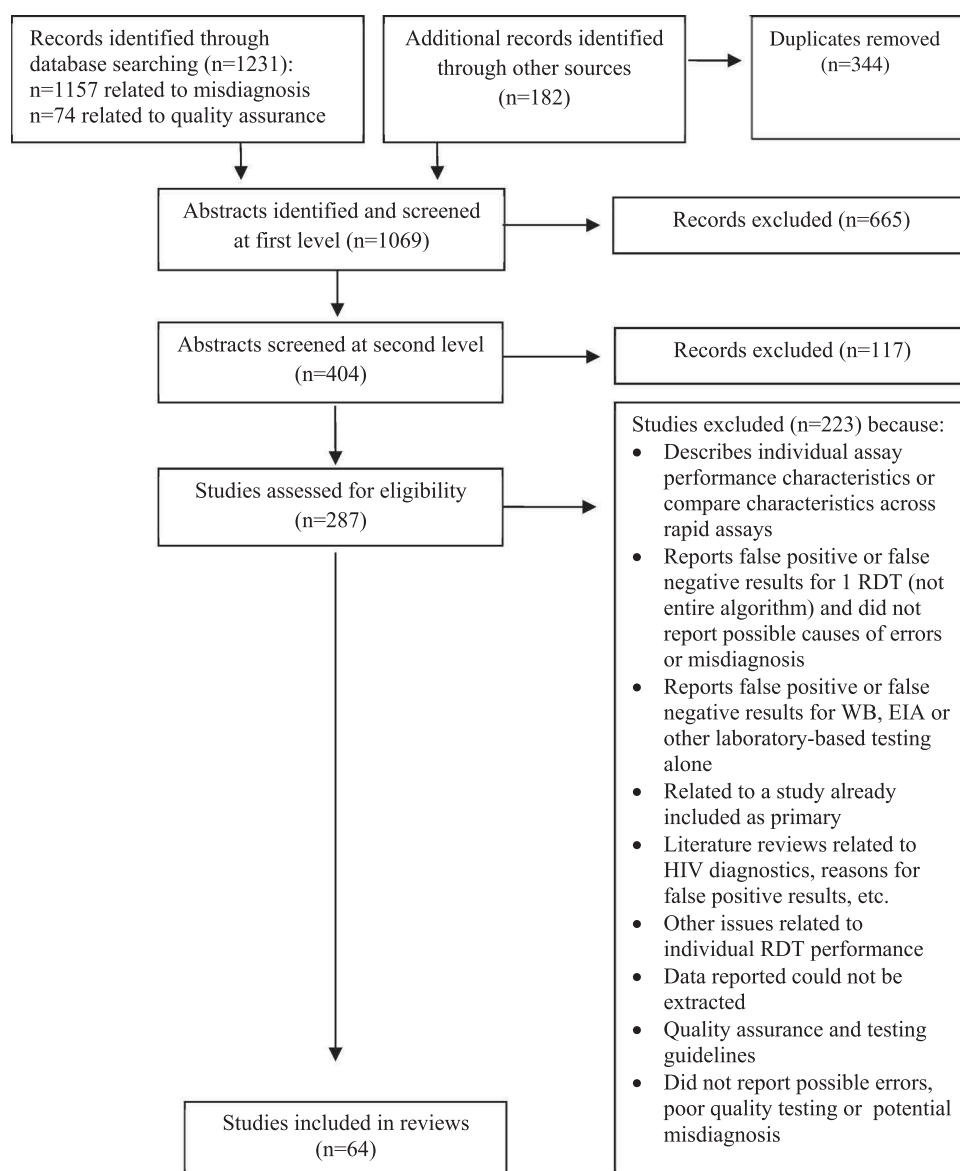 Records identified through
database searching (n=1231):
n=1157 related to misdiagnosis
n=74 related to quality assurance
Additional records identified
through other sources
(n=182)
Duplicates removed
(n=344)
Abstracts identified and screened
at first level (n=1069)
Records excluded (n=665)
Abstracts screened at second level
(n=404)
Records excluded (n=117)
Studies assessed for eligibility
(n=287)
Studies excluded (n=223) because:
• Describes individual assay
performance characteristics or
compare characteristics across
rapid assays
• Reports false positive or false
negative results for 1 RDT (not
entire algorithm) and did not
report possible causes of errors
or misdiagnosis
• Reports false positive or false
negative results for WB, EIA or
other laboratory-based testing
alone
• Related to a study already
included as primary
• Literature reviews related to
HIV diagnostics, reasons for
false positive results, etc.
• Other issues related to
individual RDT performance
• Data reported could not be
extracted
• Quality assurance and testing
guidelines
• Did not report possible errors,
poor quality testing or potential
misdiagnosis
Studies included in reviews
(n=64)